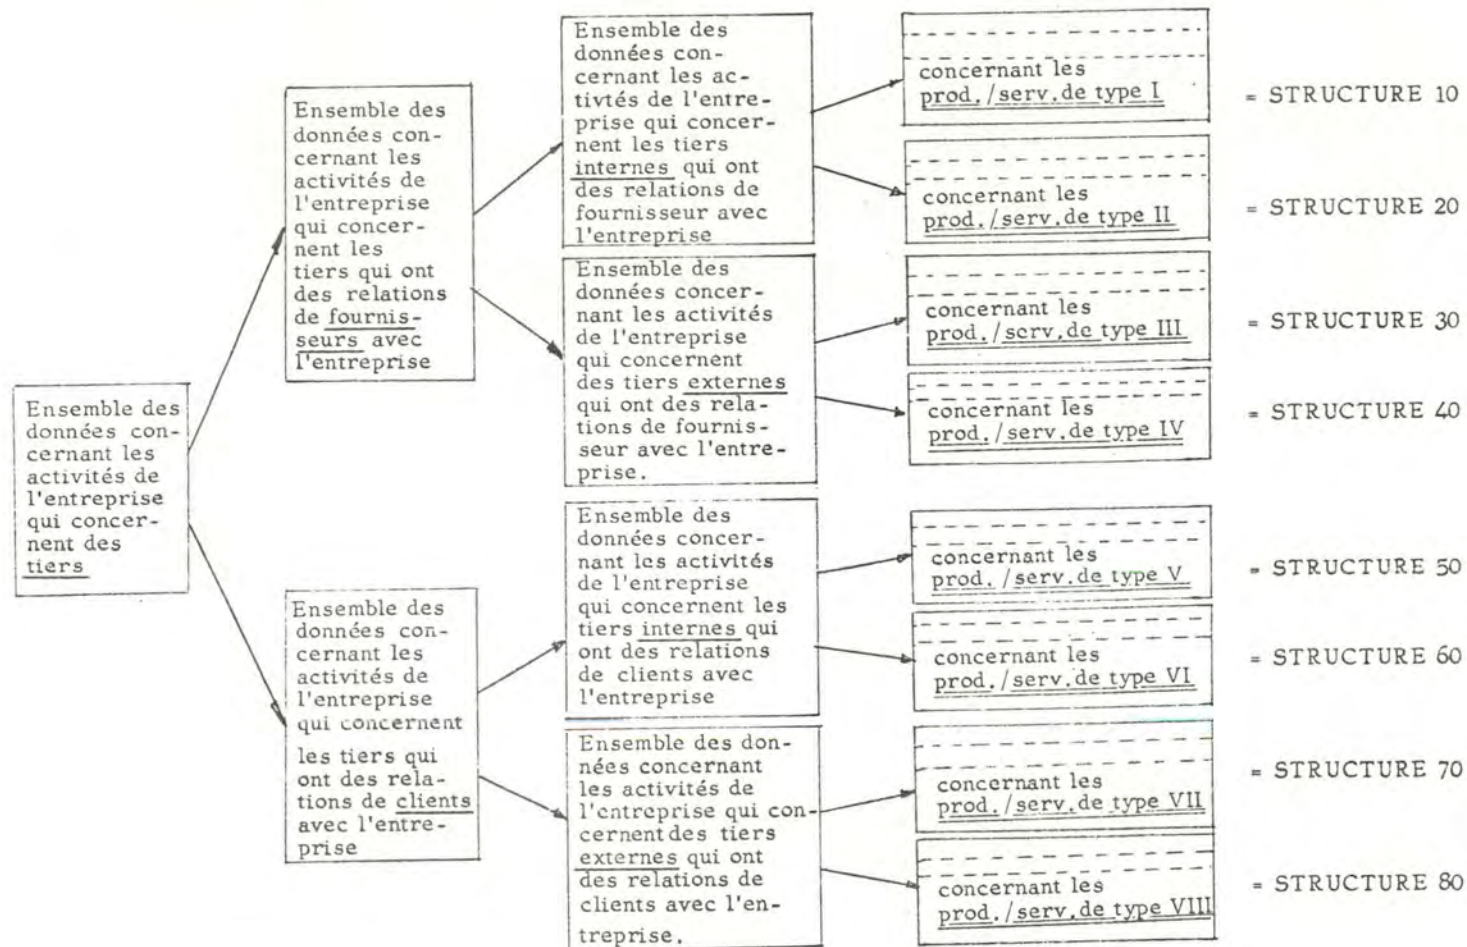 Ensemble des
données con-
cernant les
activités de
l'entreprise
qui concer-
nent des
tiers
Ensemble des
données con-
cernant les
activités de
l'entreprise
qui concer-
nent les
tiers qui ont
des relations
de fournis-
seurs avec
l'entreprise
Ensemble des
données con-
cernant les
activités de
l'entreprise
qui concernent
les tiers qui
ont des rela-
tions de clients
avec l'entre-
prise
Ensemble des
données con-
cernant les ac-
tivtés de l'entre-
prise qui concer-
nent les tiers
internes qui ont
des relations de
fournisseur avec
l'entreprise
Ensemble des
données concer-
nant les activités
de l'entreprise
qui concernent
des tiers externes
qui ont des rela-
tions de fournis-
seur avec l'entre-
prise.
Ensemble des
données concer-
nant les activités
de l'entreprise
qui concernent les
tiers internes qui
ont des relations
de clients avec
l'entreprise
Ensemble des don-
nées concernant
les activités de
l'entreprise qui con-
cernent des tiers
externes qui ont
des relations de
clients avec l'en-
treprise.
concernant les
prod./serv.de type I
= STRUCTURE 10
concernant les
prod./serv.de type II
= STRUCTURE 20
concernant les
prod./serv.de type III
= STRUCTURE 30
concernant les
prod./serv.de type IV
= STRUCTURE 40
concernant les
prod./serv.de type V
= STRUCTURE 50
concernant les
prod./serv.de type VI
= STRUCTURE 60
concernant les
prod./serv.de type VII
= STRUCTURE 70
concernant les
prod./serv.de type VIII
= STRUCTURE 80